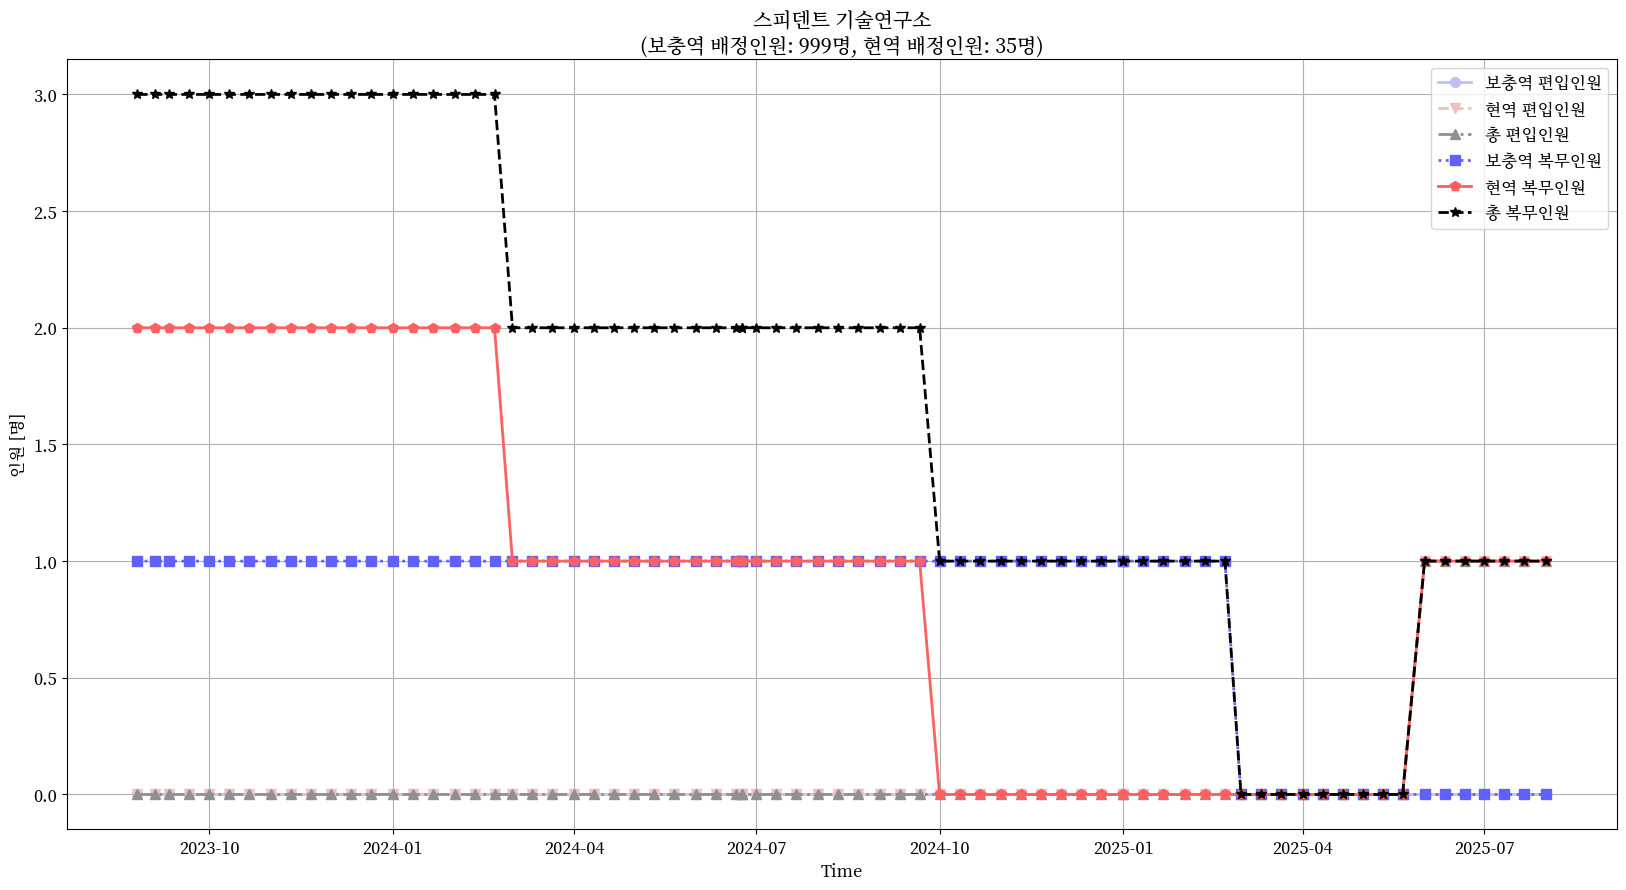 스피덴트 기술연구소
(보충역 배정인원: 999명, 현역 배정인원: 35명)
보충역 편입인원
현역 편입인원
총 편입인원
보충역 복무인원
현역 복무인원
총 복무인원
인원 [명]
3.0
2.5
2.0
1.5
1.0
0.5
0.0
2023-10
2024-01
2024-04
2024-07
2024-10
2025-01
2025-04
2025-07
Time